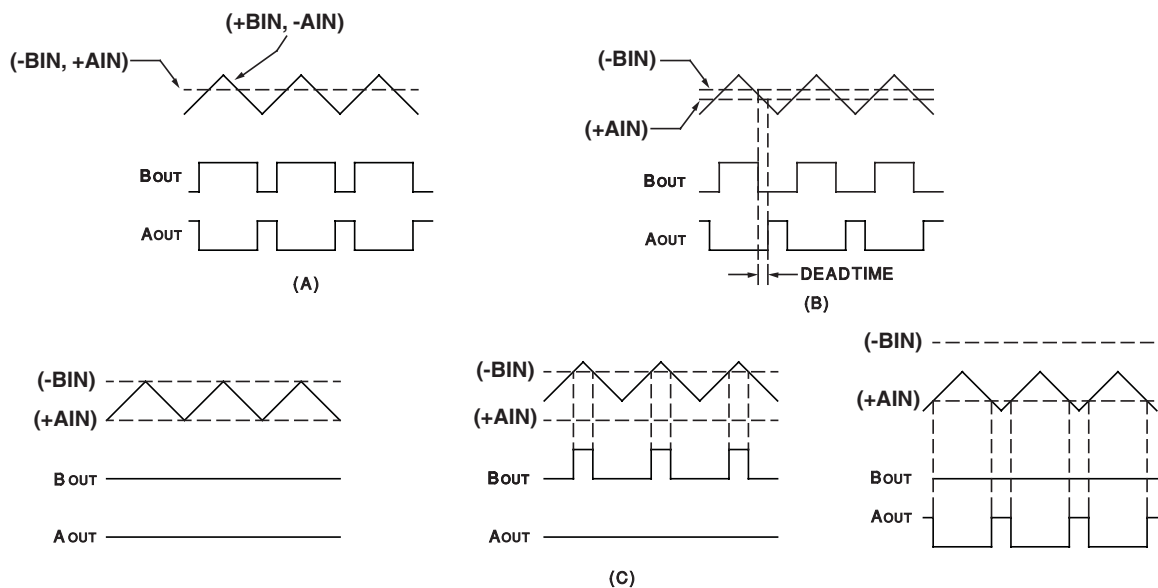 (+BIN, -AIN)
(-BIN, +AIN)
BOUT
AOUT
(A)
(-BIN)
(+AIN)
BOUT
AOUT
DEADTIME
(B)
(-BIN)
(+AIN)
BOUT
AOUT
(-BIN)
(+AIN)
BOUT
AOUT
(C)
(-BIN)
(+AIN)
BOUT
AOUT